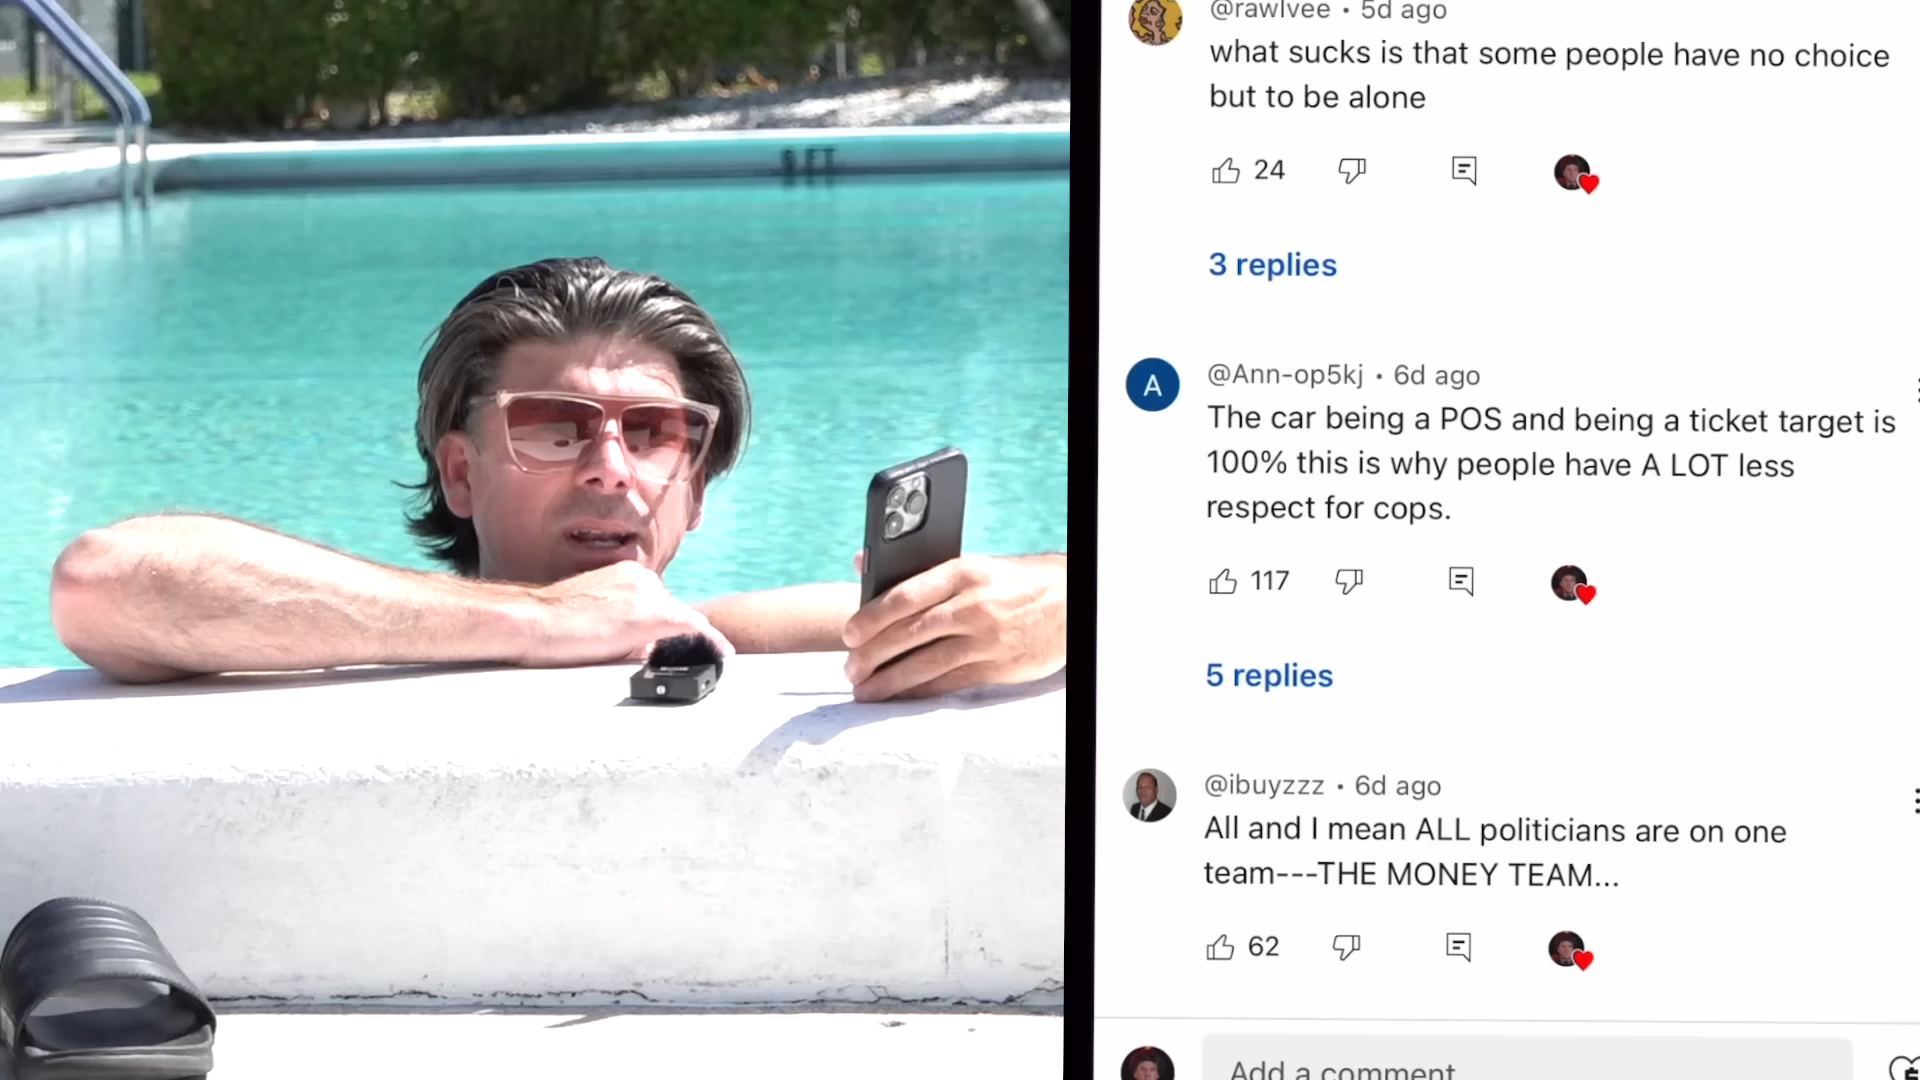 @rawlvee • 5d ago
what sucks is that some people have no choice
but to be alone
24
3 replies
A
@Ann-op5kj • 6d ago
The car being a POS and being a ticket target is
100% this is why people have A LOT less
respect for cops.
117
5 replies
@ibuyzzz • 6d ago
All and I mean ALL politicians are on one
team---THE MONEY TEAM...
62
Add a comment